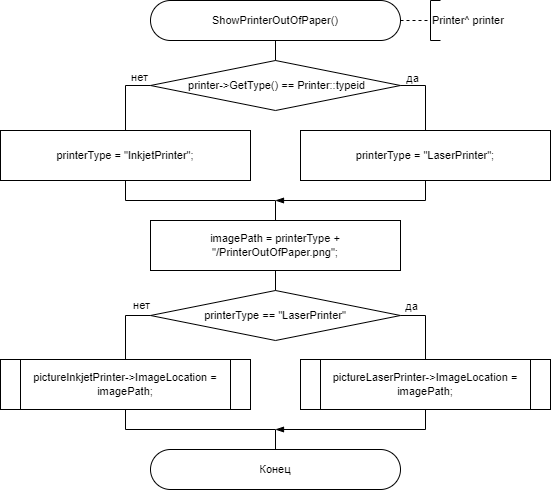 ShowPrinterOutOfPaper()
Printer^ printer
нет
да
printer->GetType() == Printer::typeid
printerType = "InkjetPrinter";
printerType = "LaserPrinter";
imagePath = printerType +
"/PrinterOutOfPaper.png";
нет
да
printerType == "LaserPrinter"
pictureInkjetPrinter->ImageLocation =
imagePath;
pictureLaserPrinter->ImageLocation =
imagePath;
Конец